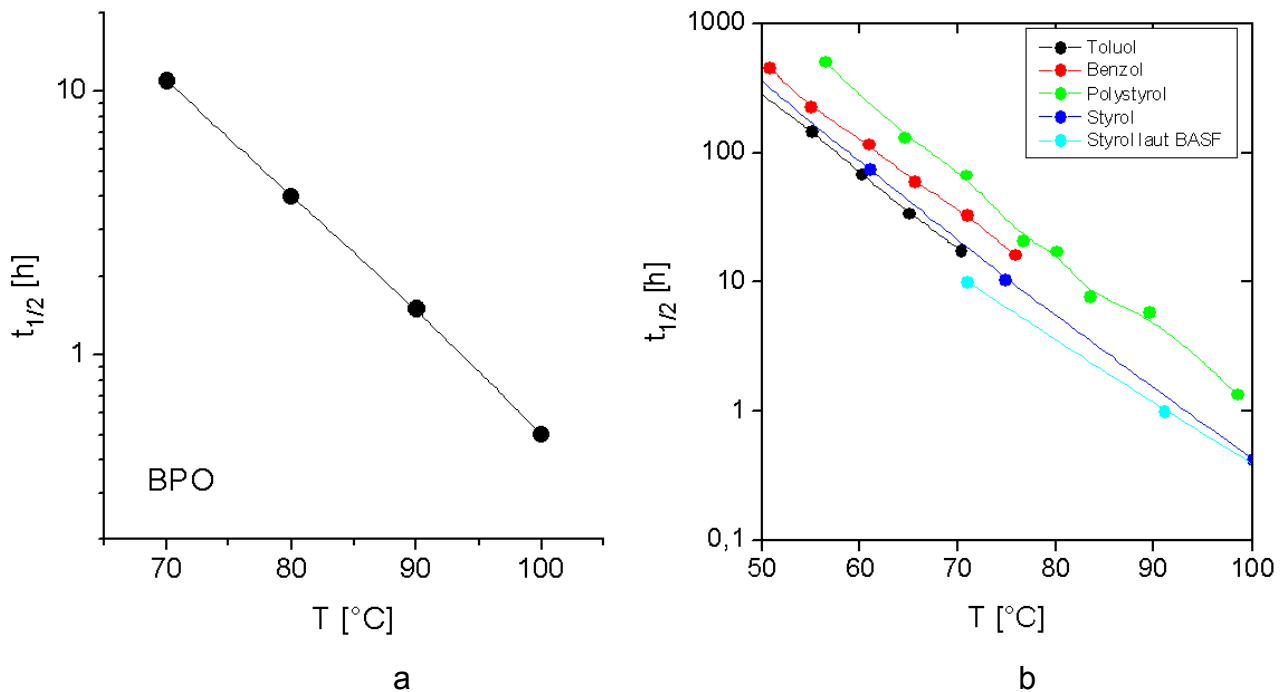 10
1
t1/2 [h]
BPO
70 80 90 100
T [°C]
a
1000
100
10
1
0,1
t1/2 [h]
Toluol
Benzol
Polystyrol
Styrol
Styrol laut BASF
50 60 70 80 90 100
T [°C]
b